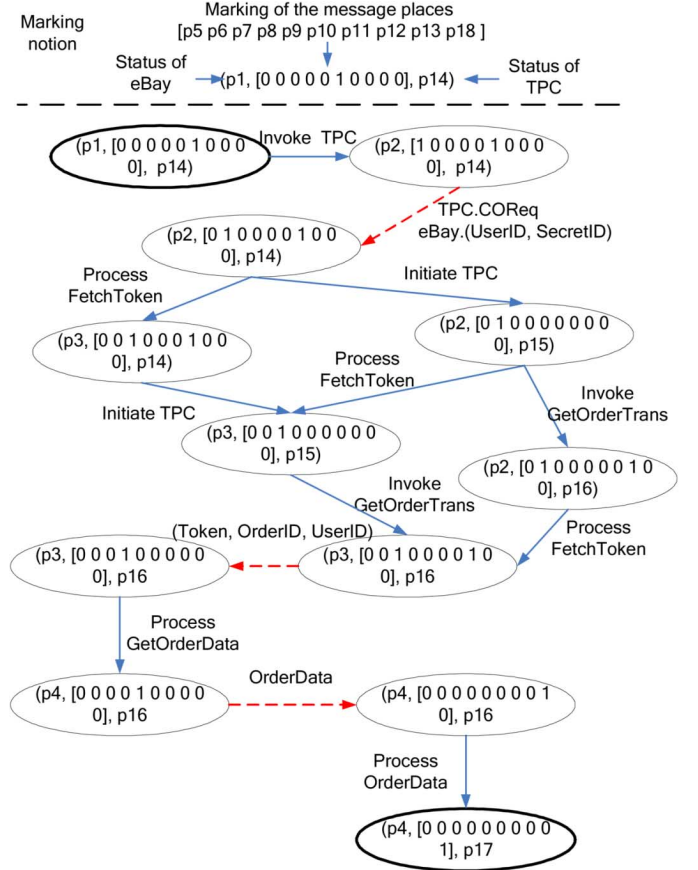 Marking
notion
Marking of the message places
[p5 p6 p7 p8 p9 p10 p11 p12 p13 p18 ]
Status of
eBay
(p1, [0 0 0 0 0 1 0 0 0 0], p14)
Status of
TPC
(p1, [0 0 0 0 0 1 0 0 0
0], p14)
Invoke TPC
(p2, [1 0 0 0 0 1 0 0 0
0], p14)
TPC.COReq
eBay.(UserID, SecretID)
(p2, [0 1 0 0 0 0 1 0 0
0], p14)
Process
FetchToken
Initiate TPC
(p3, [0 0 1 0 0 0 1 0 0
0], p14)
(p2, [0 1 0 0 0 0 0 0 0
0], p15)
Process
FetchToken
Initiate TPC
Invoke
GetOrderTrans
(p3, [0 0 1 0 0 0 0 0 0
0], p15)
(p2, [0 1 0 0 0 0 0 1 0
0], p16)
Invoke
GetOrderTrans
Process
FetchToken
(Token, OrderID, UserID)
(p3, [0 0 0 1 0 0 0 0 0
0], p16
(p3, [0 0 1 0 0 0 0 1 0
0], p16
Process
GetOrderData
(p4, [0 0 0 0 1 0 0 0 0
0], p16
OrderData
(p4, [0 0 0 0 0 0 0 0 1
0], p16
Process
OrderData
(p4, [0 0 0 0 0 0 0 0 0
1], p17